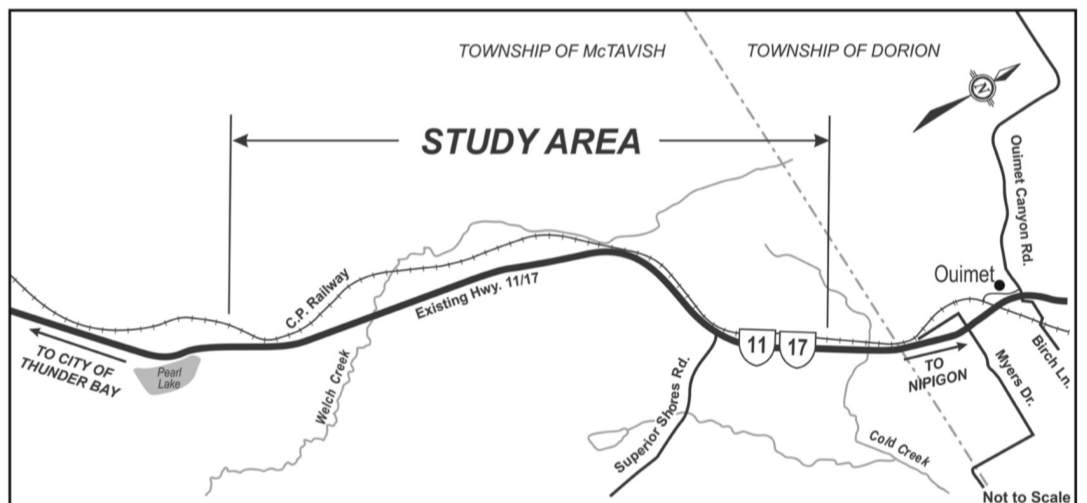 TOWNSHIP OF McTAVISH
TOWNSHIP OF DORION
N
STUDY AREA
Ouimet Canyon Rd.
Ouimet
C.P. Railway
Existing Hwy. 11/17
11
17
TO CITY OF
THUNDER BAY
Pearl
Lake
Welch Creek
Superior Shores Rd.
TO
NIPIGON
Myers Dr.
Birch Ln.
Cold Creek
Not to Scale